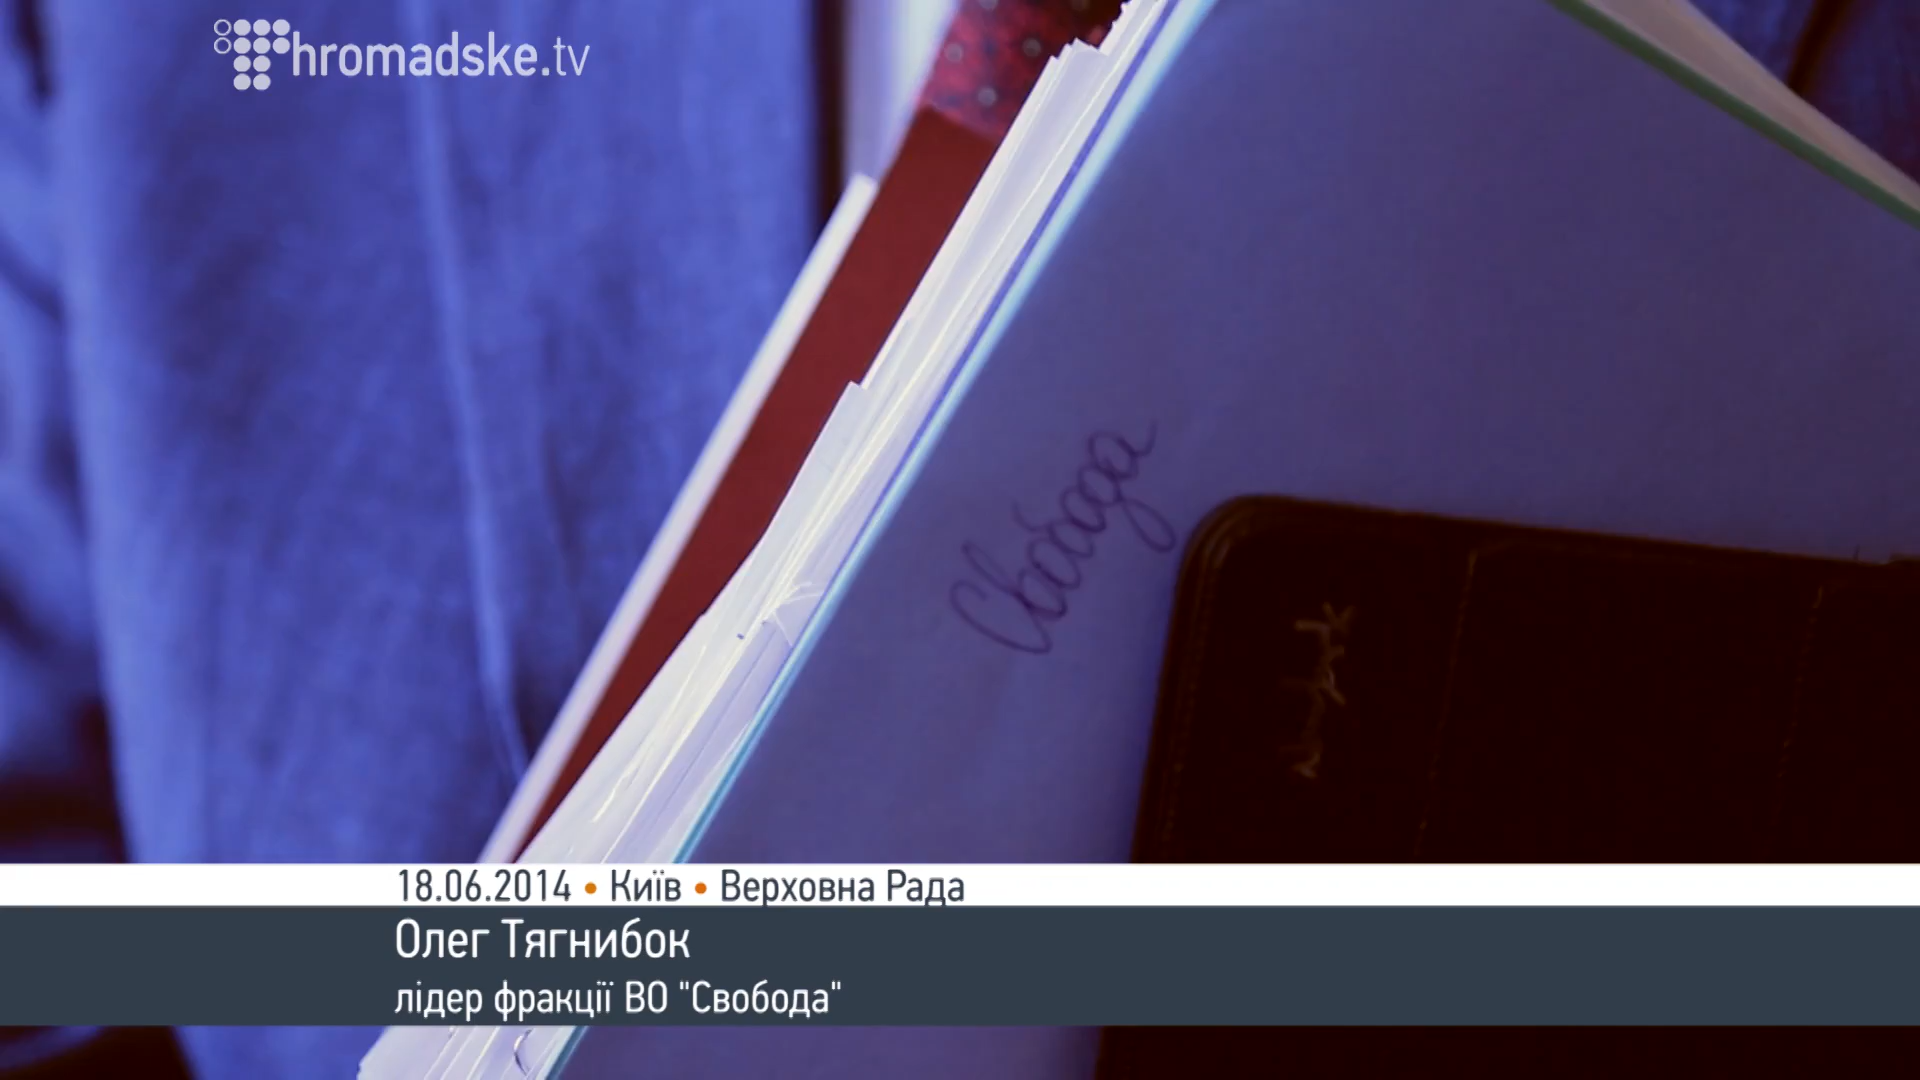 hromadske.tv
Свобода
18.06.2014 • Київ • Верховна Рада
Олег Тягнибок
лідер фракції ВО "Свобода"